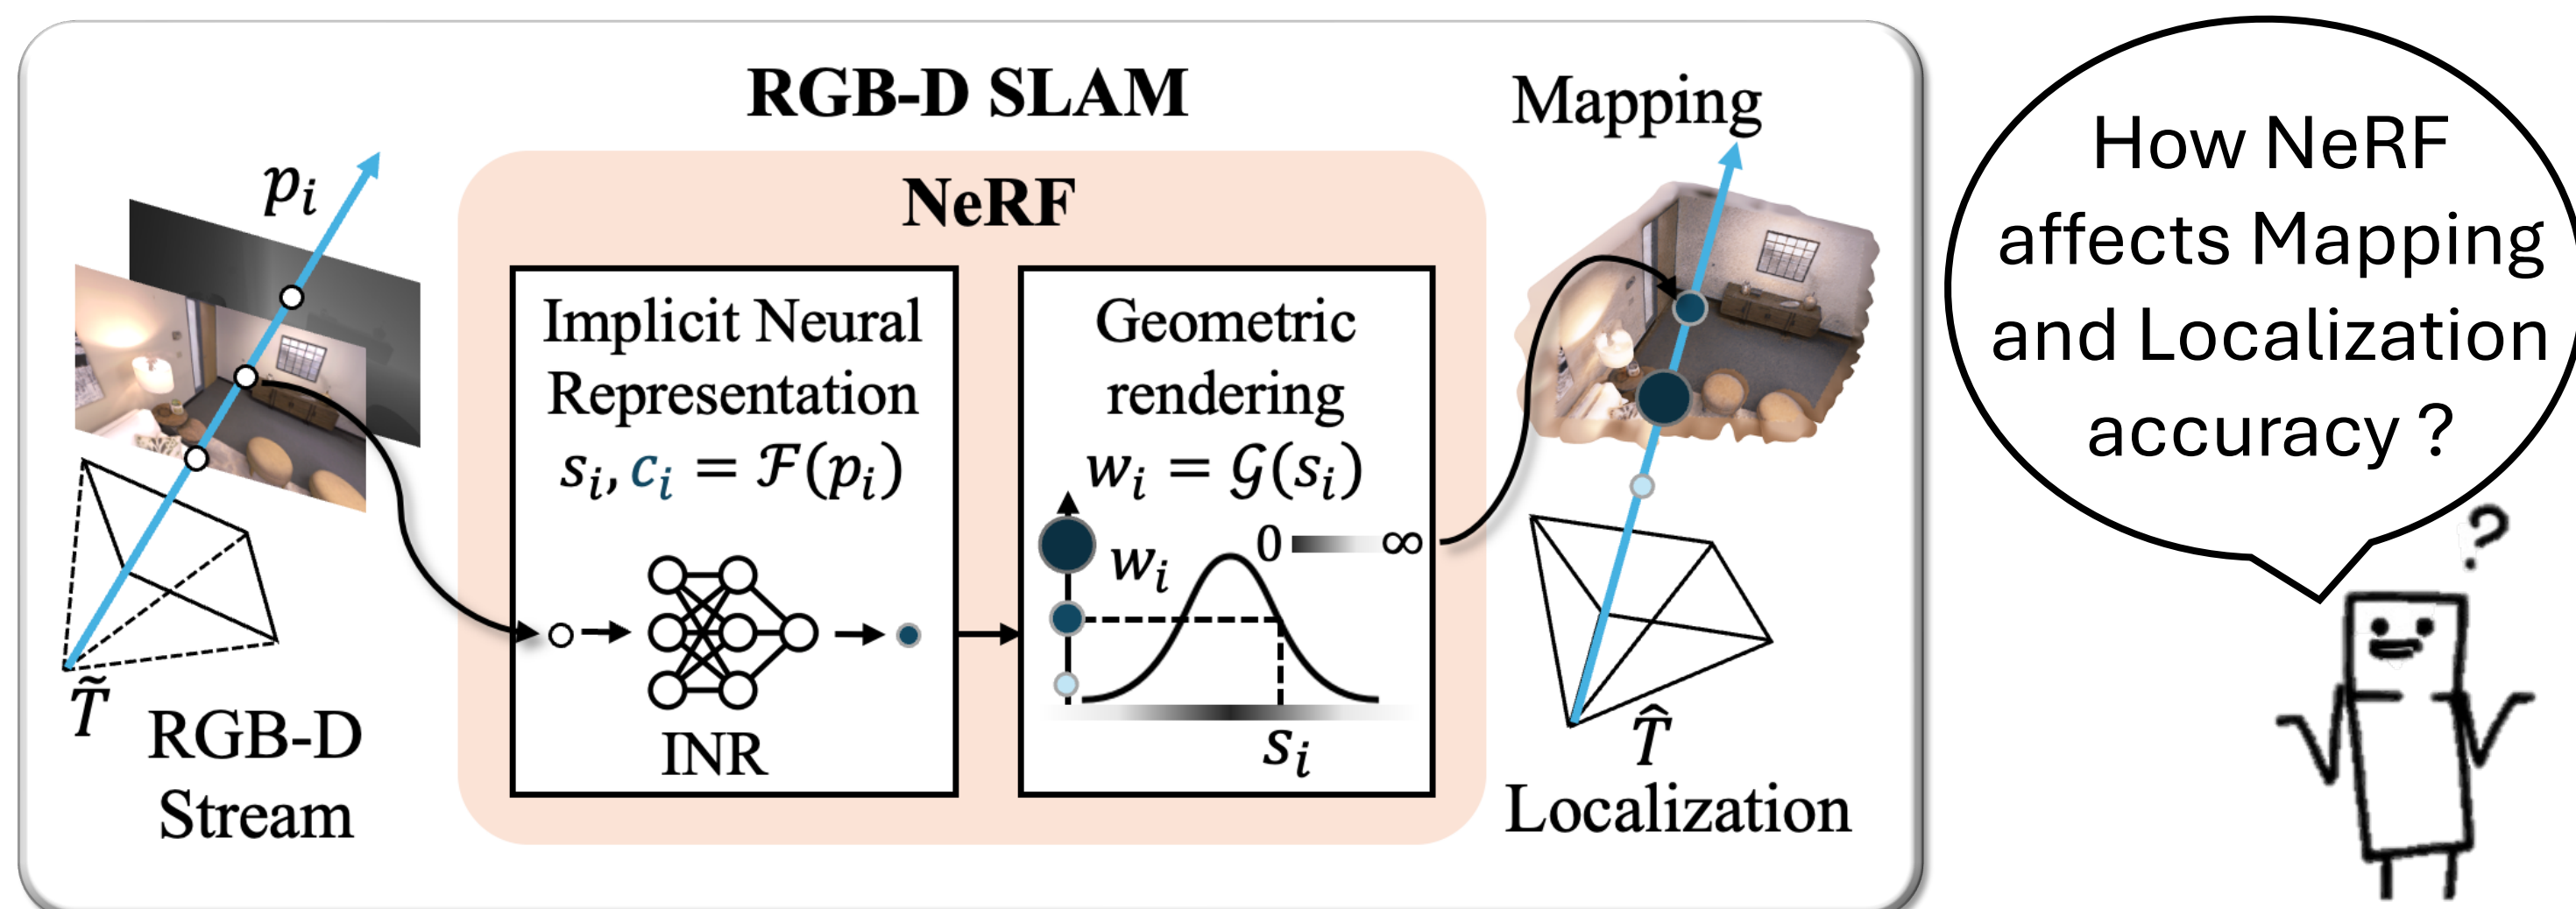 RGB-D SLAM
NeRF
p_i
T̃
RGB-D
Stream
Implicit Neural
Representation
s_i, c_i = ℱ(p_i)
INR
Geometric
rendering
w_i = 𝒢(s_i)
0 ∞
w_i
s_i
Mapping
T̂
Localization
How NeRF
affects Mapping
and Localization
accuracy ?
?